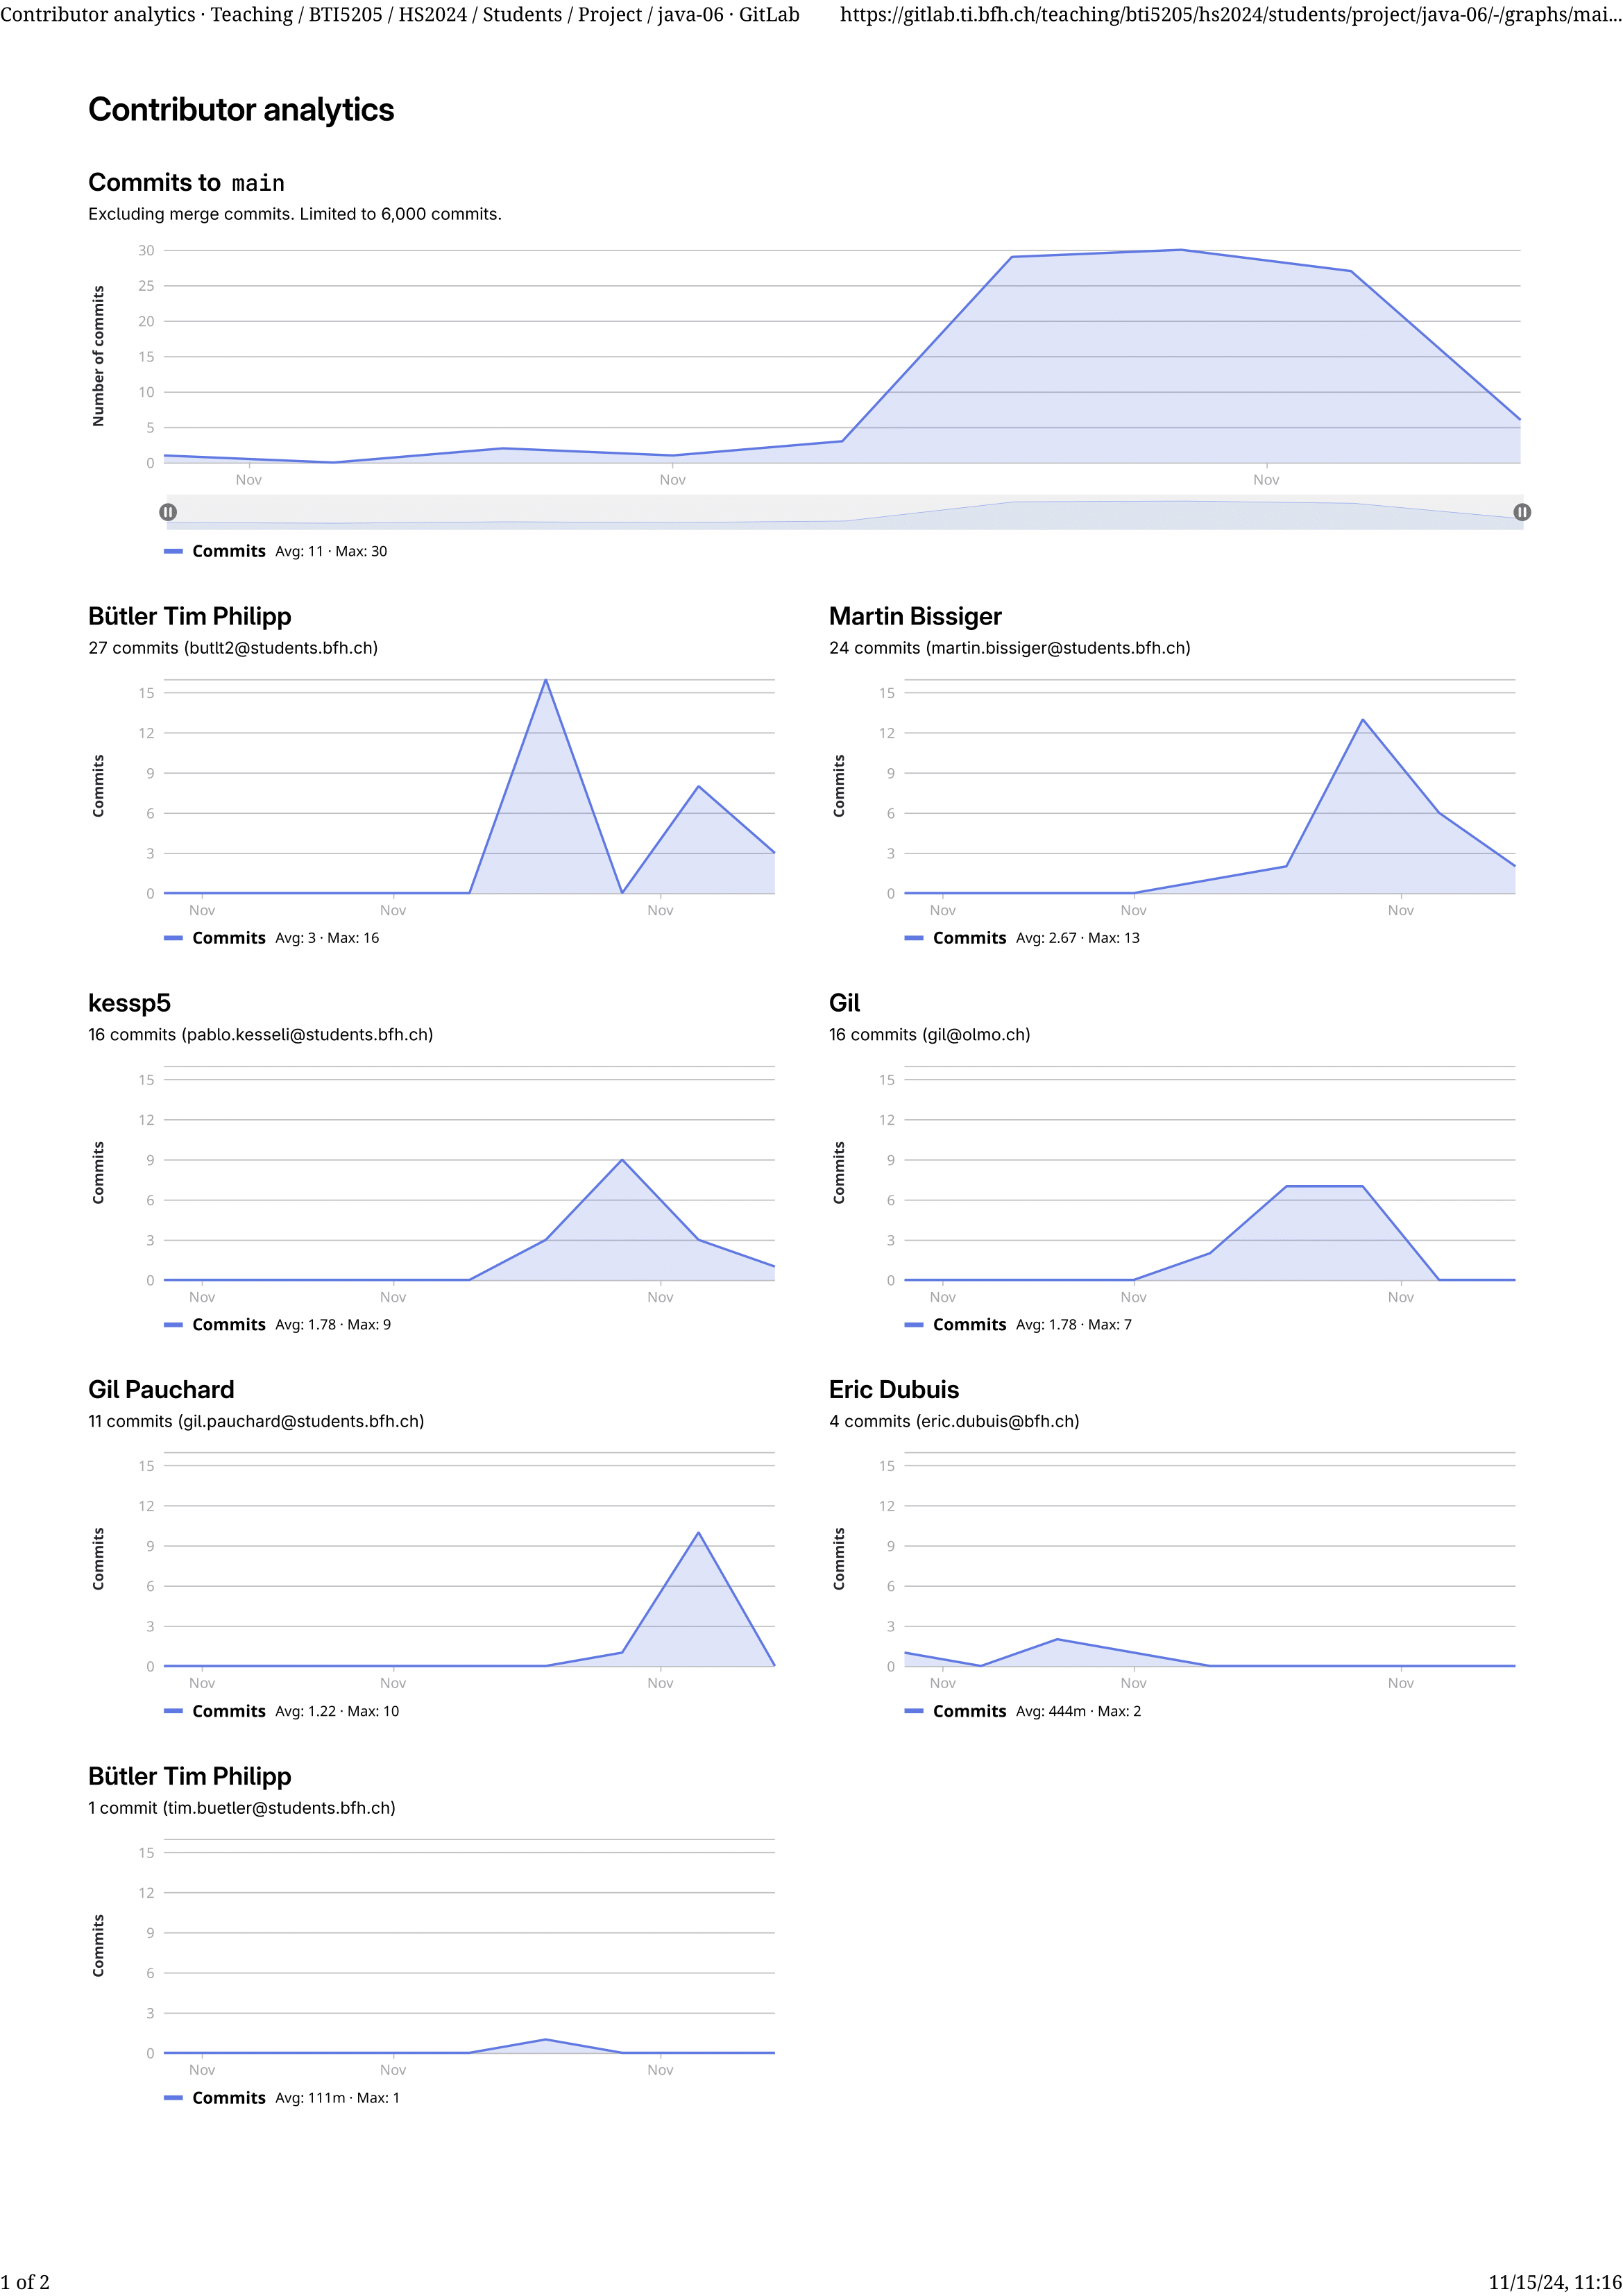 Contributor analytics · Teaching / BTI5205 / HS2024 / Students / Project / java-06 · GitLab https://gitlab.ti.bfh.ch/teaching/bti5205/hs2024/students/project/java-06/-/graphs/mai...
Contributor analytics
Commits to main
Excluding merge commits. Limited to 6,000 commits.
Number of commits
30
25
20
15
10
5
0
Nov Nov Nov
Commits Avg: 11 · Max: 30
Bütler Tim Philipp
27 commits (butlt2@students.bfh.ch)
Commits
15
12
9
6
3
0
Nov Nov Nov
Commits Avg: 3 · Max: 16
Martin Bissiger
24 commits (martin.bissiger@students.bfh.ch)
Commits
15
12
9
6
3
0
Nov Nov Nov
Commits Avg: 2.67 · Max: 13
kessp5
16 commits (pablo.kesseli@students.bfh.ch)
Commits
15
12
9
6
3
0
Nov Nov Nov
Commits Avg: 1.78 · Max: 9
Gil
16 commits (gil@olmo.ch)
Commits
15
12
9
6
3
0
Nov Nov Nov
Commits Avg: 1.78 · Max: 7
Gil Pauchard
11 commits (gil.pauchard@students.bfh.ch)
Commits
15
12
9
6
3
0
Nov Nov Nov
Commits Avg: 1.22 · Max: 10
Eric Dubuis
4 commits (eric.dubuis@bfh.ch)
Commits
15
12
9
6
3
0
Nov Nov Nov
Commits Avg: 444m · Max: 2
Bütler Tim Philipp
1 commit (tim.buetler@students.bfh.ch)
Commits
15
12
9
6
3
0
Nov Nov Nov
Commits Avg: 111m · Max: 1
1 of 2 11/15/24, 11:16